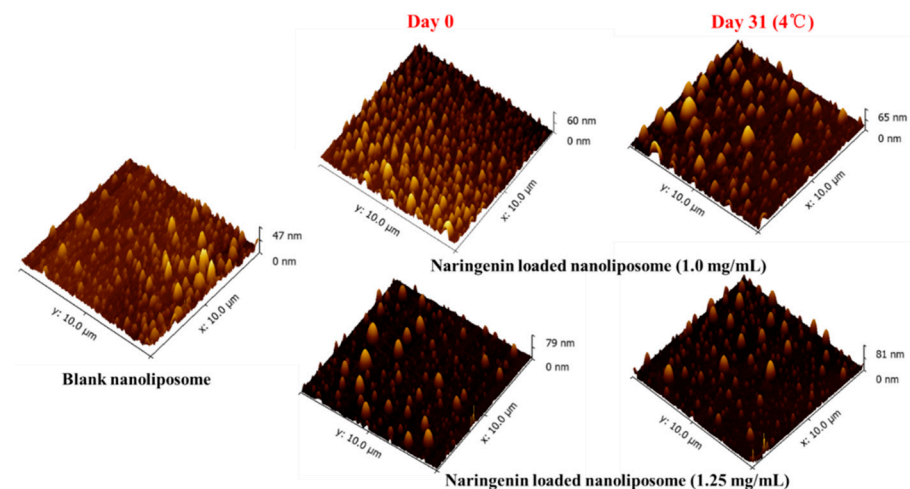 Day 0
Day 31 (4℃)
60 nm
0 nm
65 nm
0 nm
y: 10.0 µm
x: 10.0 µm
y: 10.0 µm
x: 10.0 µm
47 nm
0 nm
y: 10.0 µm
x: 10.0 µm
Blank nanoliposome
Naringenin loaded nanoliposome (1.0 mg/mL)
79 nm
0 nm
81 nm
0 nm
y: 10.0 µm
x: 10.0 µm
y: 10.0 µm
x: 10.0 µm
Naringenin loaded nanoliposome (1.25 mg/mL)